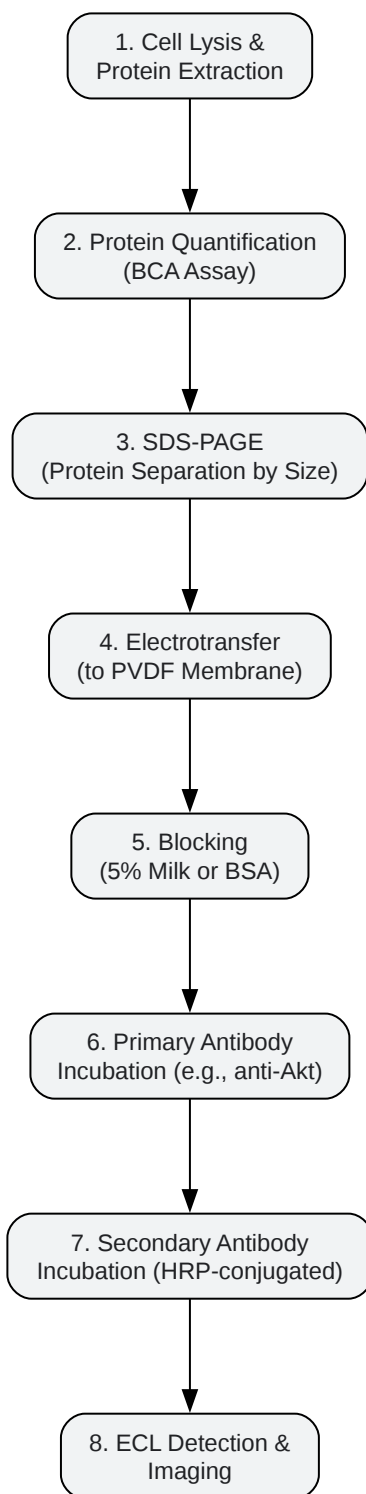 1. Cell Lysis &
Protein Extraction
2. Protein Quantification
(BCA Assay)
3. SDS-PAGE
(Protein Separation by Size)
4. Electrotransfer
(to PVDF Membrane)
5. Blocking
(5% Milk or BSA)
6. Primary Antibody
Incubation (e.g., anti-Akt)
7. Secondary Antibody
Incubation (HRP-conjugated)
8. ECL Detection &
Imaging